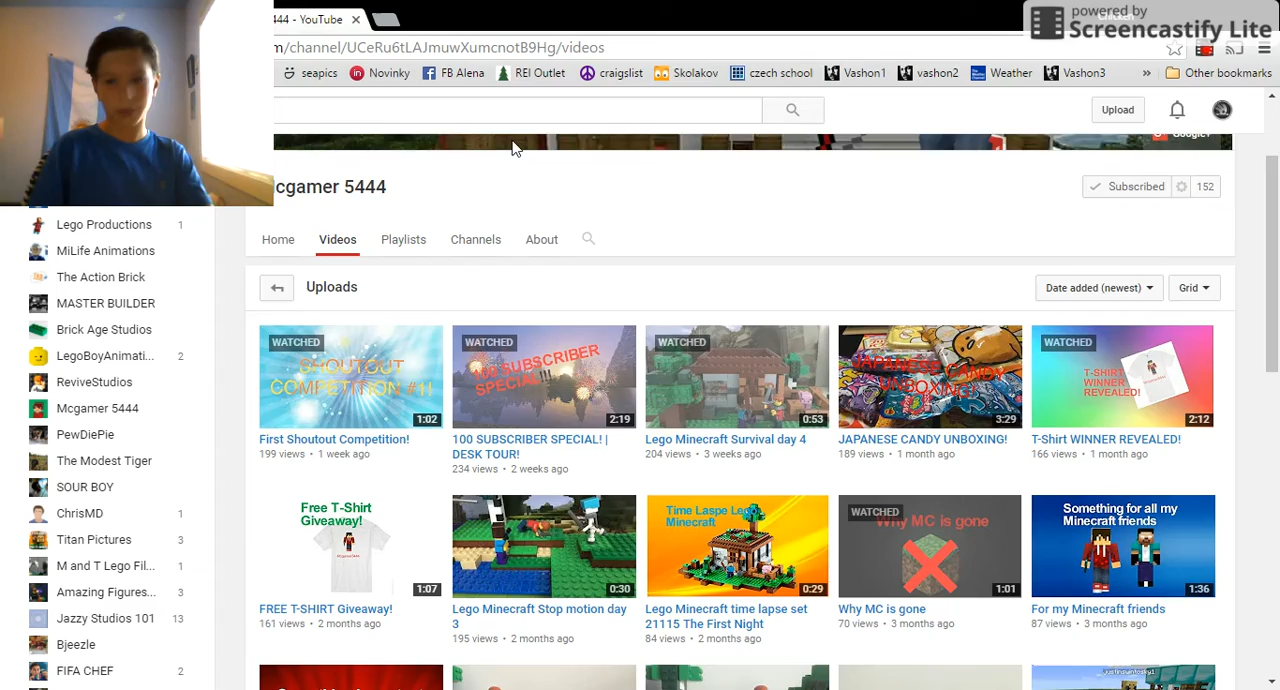 444 - YouTube
powered by
Screencastify Lite
m/channel/UCeRu6tLAJmuwXumcnotB9Hg/videos
seapics
Novinky
FB Alena
REI Outlet
craigslist
Skolakov
czech school
Vashon1
vashon2
Weather
Vashon3
»
Other bookmarks
Upload
Google+
cgamer 5444
Subscribed
152
Home
Videos
Playlists
Channels
About
Uploads
Date added (newest)
Grid
Lego Productions 1
MiLife Animations
The Action Brick
MASTER BUILDER
Brick Age Studios
LegoBoyAnimati... 2
ReviveStudios
Mcgamer 5444
PewDiePie
The Modest Tiger
SOUR BOY
ChrisMD 1
Titan Pictures 3
M and T Lego Fil... 1
Amazing Figures... 3
Jazzy Studios 101 13
Bjeezle
FIFA CHEF 2
WATCHED
SHOUTOUT
COMPETITION #1!
1:02
First Shoutout Competition!
199 views • 1 week ago
WATCHED
100 SUBSCRIBER
SPECIAL!!
2:19
100 SUBSCRIBER SPECIAL! |
DESK TOUR!
234 views • 2 weeks ago
WATCHED
0:53
Lego Minecraft Survival day 4
204 views • 3 weeks ago
JAPANESE CANDY
UNBOXING!
3:29
JAPANESE CANDY UNBOXING!
189 views • 1 month ago
WATCHED
T-SHIRT
WINNER
REVEALED!
2:12
T-Shirt WINNER REVEALED!
166 views • 1 month ago
Free T-Shirt
Giveaway!
1:07
FREE T-SHIRT Giveaway!
161 views • 2 months ago
0:30
Lego Minecraft Stop motion day
3
195 views • 2 months ago
Time Laspe Lego
Minecraft
0:29
Lego Minecraft time lapse set
21115 The First Night
84 views • 2 months ago
WATCHED
Why MC is gone
1:01
Why MC is gone
70 views • 3 months ago
Something for all my
Minecraft friends
1:36
For my Minecraft friends
87 views • 3 months ago